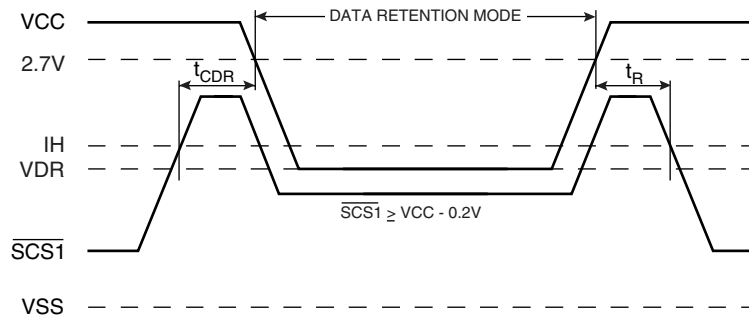 VCC
DATA RETENTION MODE
2.7V
tCDR
tR
IH
VDR
SCS1 ≥ VCC - 0.2V
SCS1
VSS